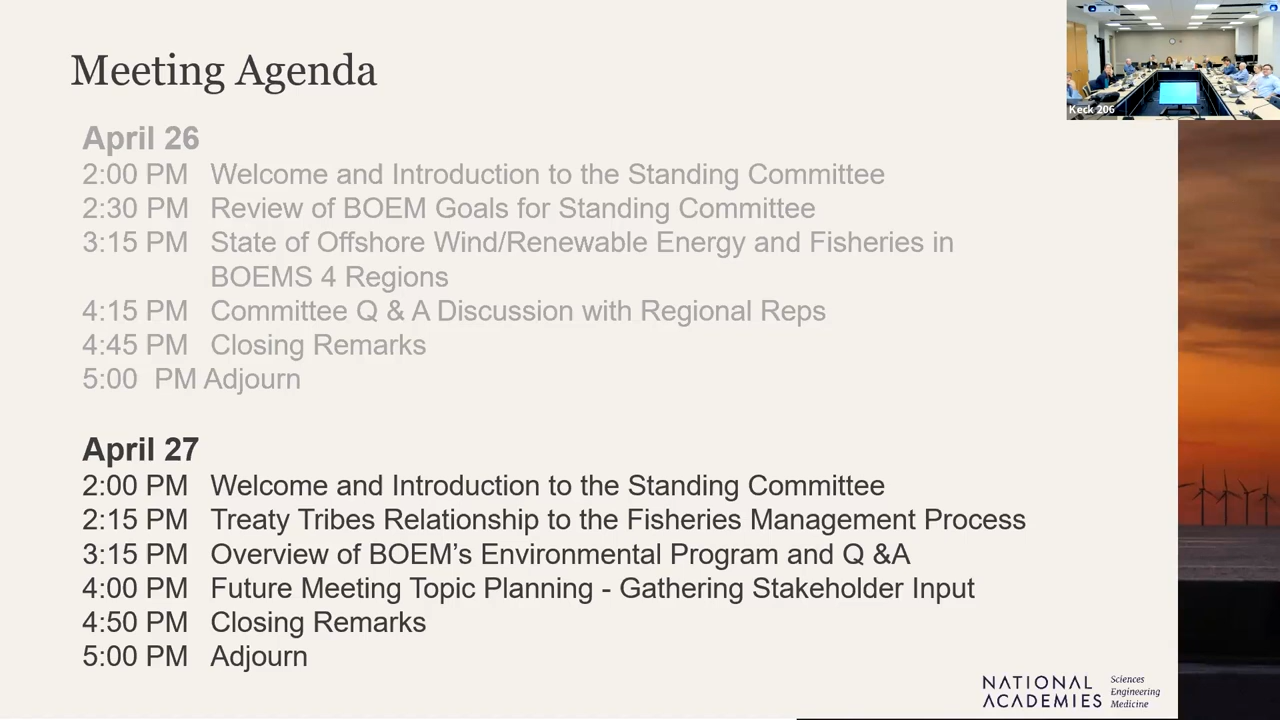 Meeting Agenda
Keck 206
April 26
2:00 PM Welcome and Introduction to the Standing Committee
2:30 PM Review of BOEM Goals for Standing Committee
3:15 PM State of Offshore Wind/Renewable Energy and Fisheries in
BOEMS 4 Regions
4:15 PM Committee Q & A Discussion with Regional Reps
4:45 PM Closing Remarks
5:00 PM Adjourn
April 27
2:00 PM Welcome and Introduction to the Standing Committee
2:15 PM Treaty Tribes Relationship to the Fisheries Management Process
3:15 PM Overview of BOEM’s Environmental Program and Q &A
4:00 PM Future Meeting Topic Planning - Gathering Stakeholder Input
4:50 PM Closing Remarks
5:00 PM Adjourn
NATIONAL ACADEMIES
Sciences
Engineering
Medicine